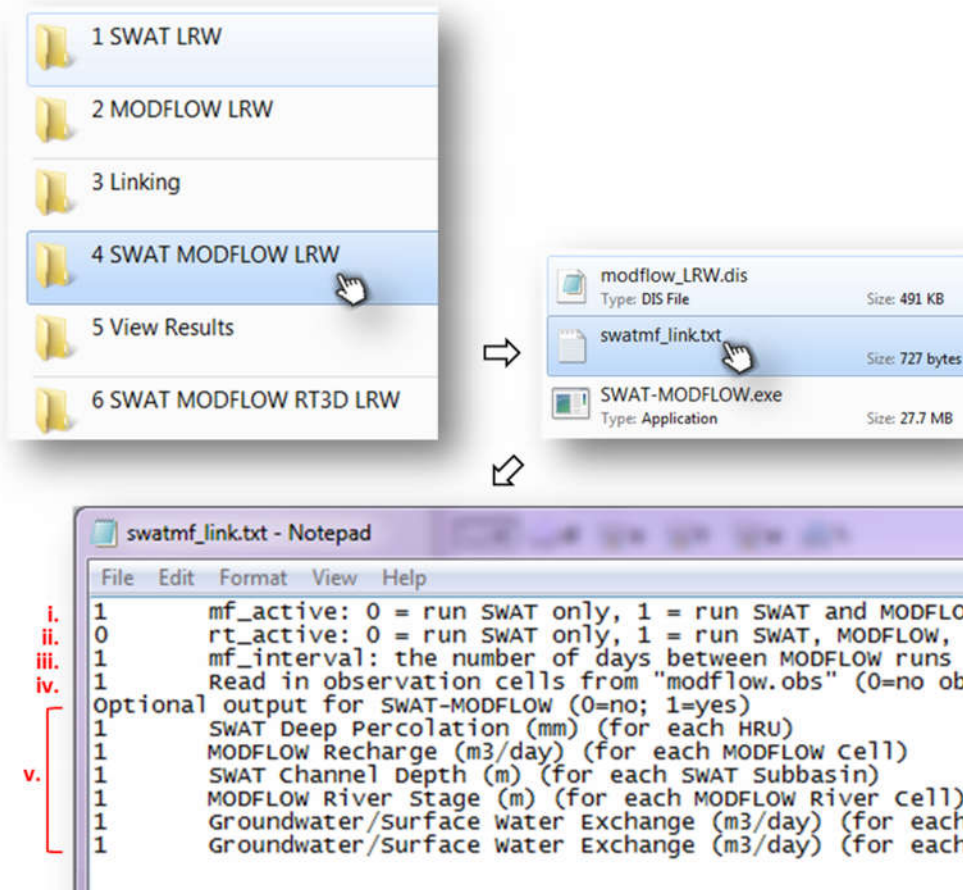 1 SWAT LRW
2 MODFLOW LRW
3 Linking
4 SWAT MODFLOW LRW
5 View Results
6 SWAT MODFLOW RT3D LRW
modflow_LRW.dis
Type: DIS File Size: 491 KB
swatmf_link.txt
Size: 727 bytes
SWAT-MODFLOW.exe
Type: Application Size: 27.7 MB
swatmf_link.txt - Notepad
File Edit Format View Help
i. 1 mf_active: 0 = run SWAT only, 1 = run SWAT and MODFLO
ii. 0 rt_active: 0 = run SWAT only, 1 = run SWAT, MODFLOW,
iii. 1 mf_interval: the number of days between MODFLOW runs
iv. 1 Read in observation cells from "modflow.obs" (0=no ob
Optional output for SWAT-MODFLOW (0=no; 1=yes)
1 SWAT Deep Percolation (mm) (for each HRU)
1 MODFLOW Recharge (m3/day) (for each MODFLOW Cell)
v. 1 SWAT Channel Depth (m) (for each SWAT Subbasin)
1 MODFLOW River Stage (m) (for each MODFLOW River Cell)
1 Groundwater/Surface Water Exchange (m3/day) (for each
1 Groundwater/Surface Water Exchange (m3/day) (for each